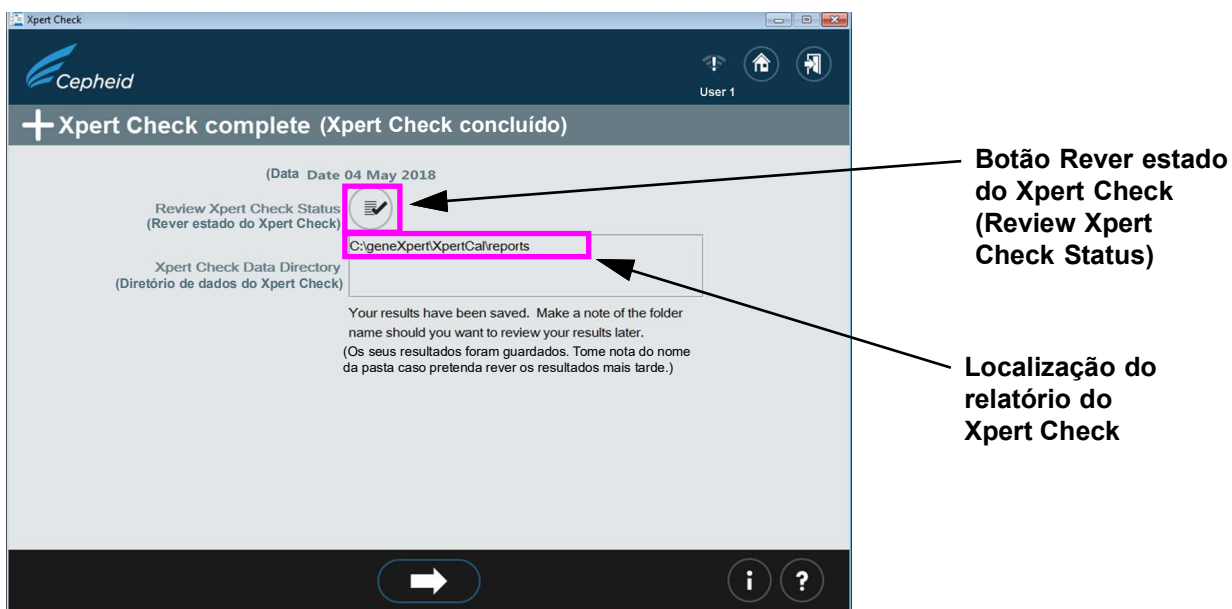 Xpert Check
Cepheid
User 1
Xpert Check complete (Xpert Check concluído)
(Data Date 04 May 2018
Review Xpert Check Status
(Rever estado do Xpert Check)
C:\geneXpert\XpertCal\reports
Xpert Check Data Directory
(Diretório de dados do Xpert Check)
Your results have been saved. Make a note of the folder
name should you want to review your results later.
(Os seus resultados foram guardados. Tome nota do nome
da pasta caso pretenda rever os resultados mais tarde.)
i ?
Botão Rever estado
do Xpert Check
(Review Xpert
Check Status)
Localização do
relatório do
Xpert Check